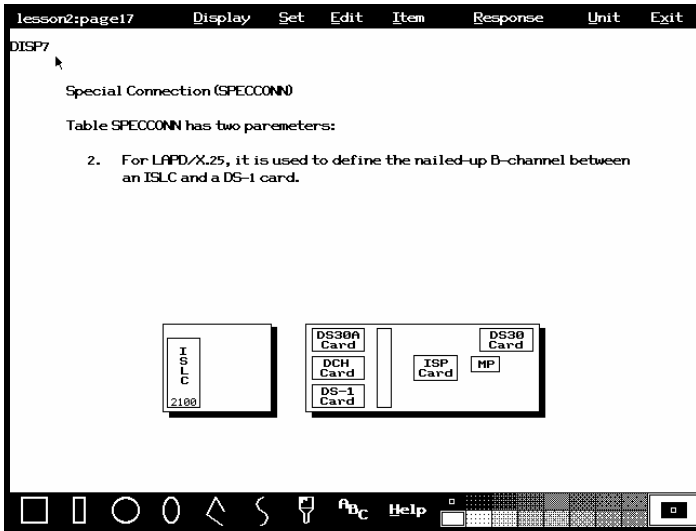 lesson2:page17 Display Set Edit Item Response Unit Exit
DISP7
Special Connection (SPECCONN)
Table SPECCONN has two paremeters:
2. For LAPD/X.25, it is used to define the nailed-up B-channel between
an ISLC and a DS-1 card.
ISLC
2100
DS30A
Card
DCH
Card
DS-1
Card
ISP
Card
DS30
Card
MP
ABC Help